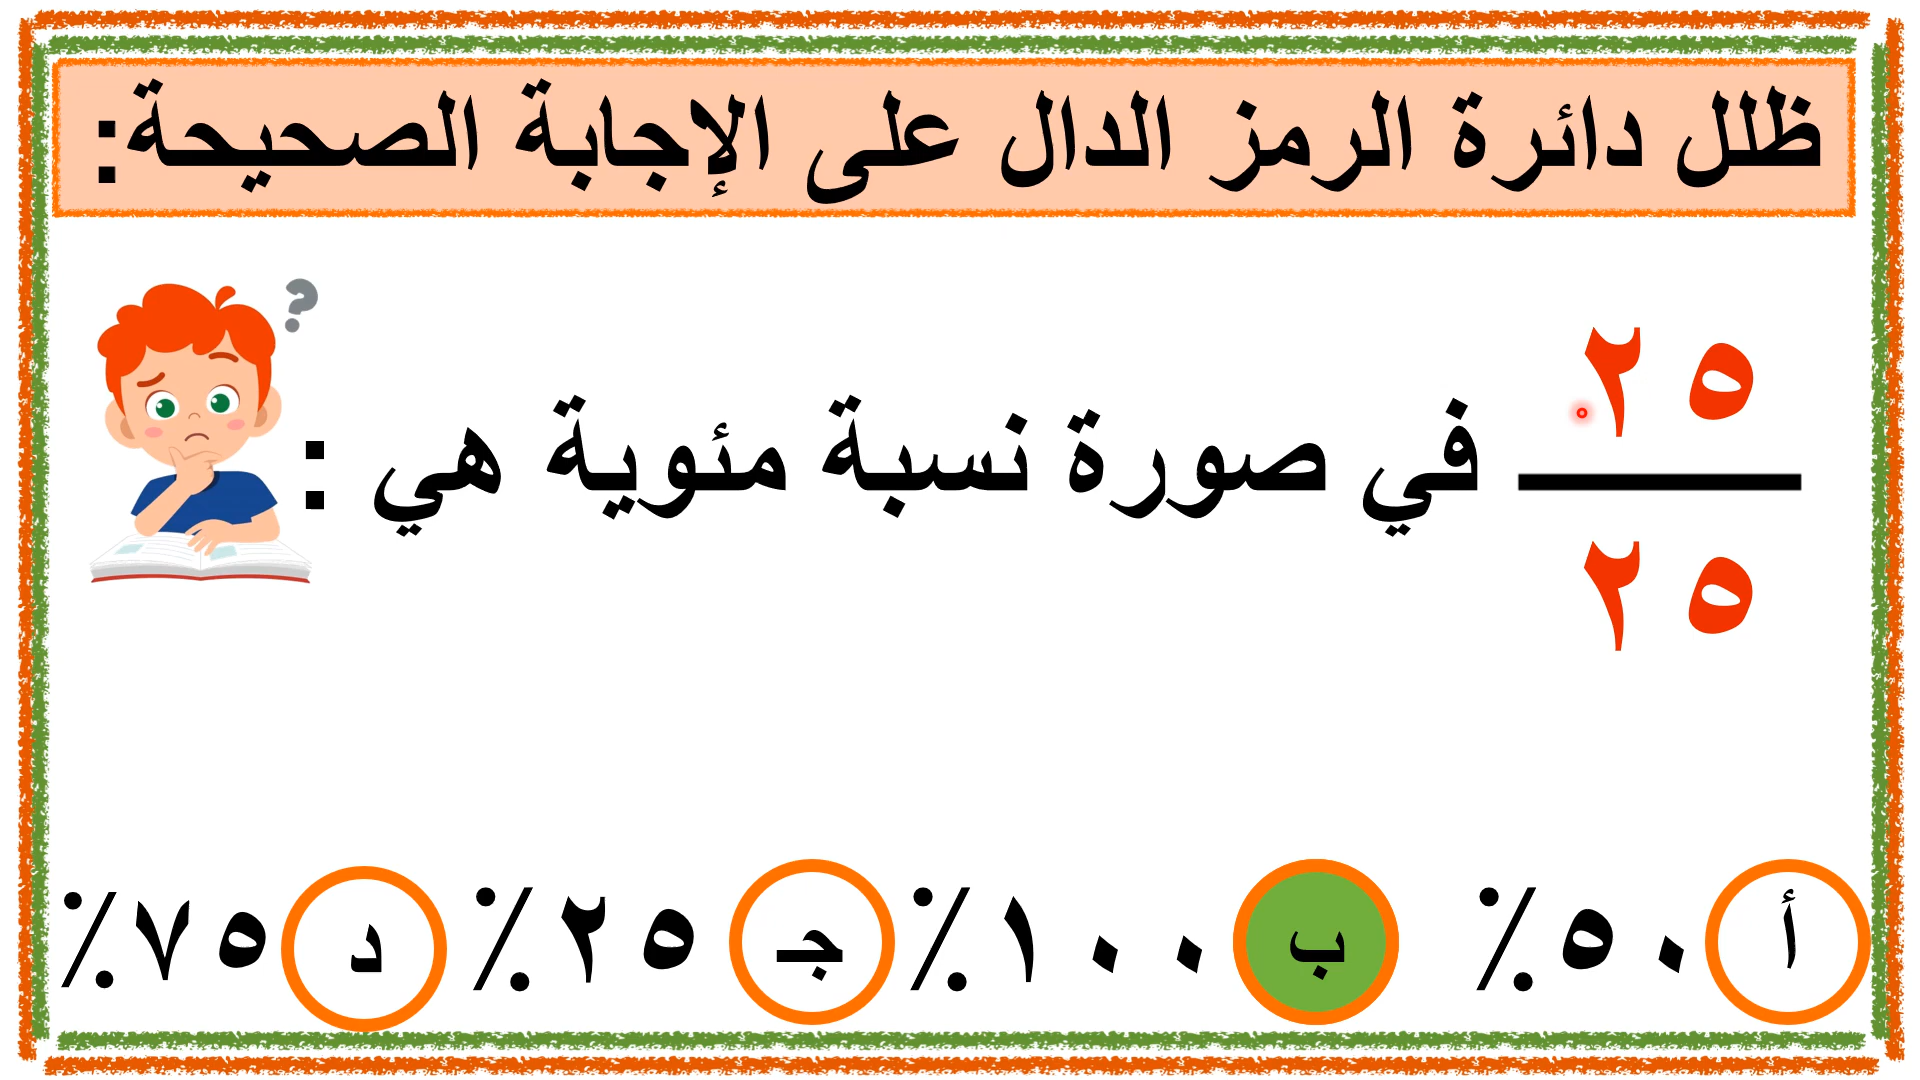 ظلل دائرة الرمز الدال على الإجابة الصحيحة:
?
٢٥
في صورة نسبة مئوية هي :
٢٥
أ ٥٠٪ ب ١٠٠٪ جـ ٢٥٪ د ٧٥٪